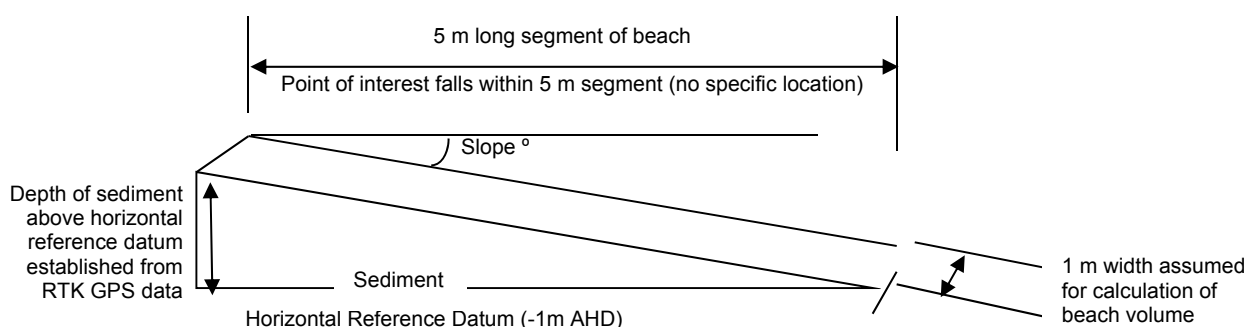 5 m long segment of beach
Point of interest falls within 5 m segment (no specific location)
Slope º
Depth of sediment
above horizontal
reference datum
established from
RTK GPS data
Sediment
Horizontal Reference Datum (-1m AHD)
1 m width assumed
for calculation of
beach volume